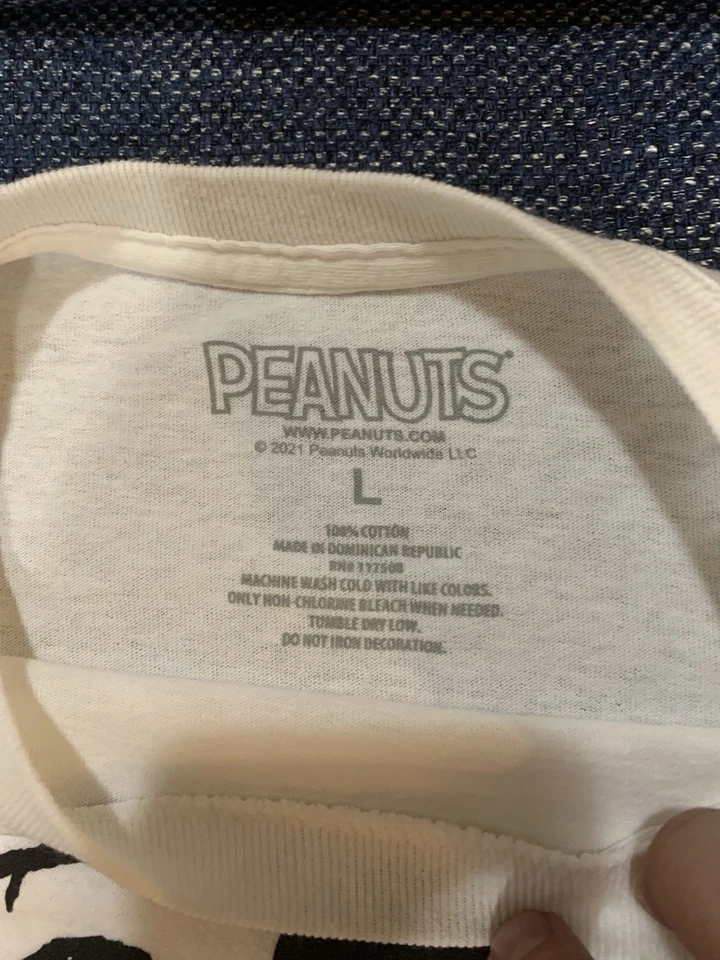 PEANUTS
WWW.PEANUTS.COM
© 2021 Peanuts Worldwide LLC
L
100% COTTON
MADE IN DOMINICAN REPUBLIC
RN#
MACHINE WASH COLD WITH LIKE COLORS.
ONLY NON-CHLORINE BLEACH WHEN NEEDED.
TUMBLE DRY LOW.
DO NOT IRON DECORATION.